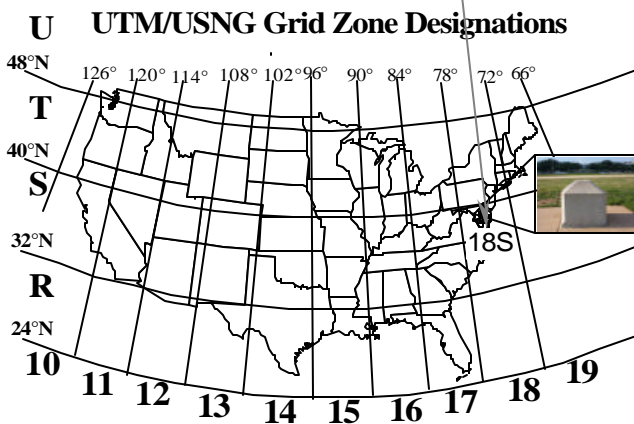 U UTM/USNG Grid Zone Designations
48°N
126° 120° 114° 108° 102° 96° 90° 84° 78° 72° 66°
T
40°N
S
18S
32°N
R
24°N
10 11 12 13 14 15 16 17 18 19